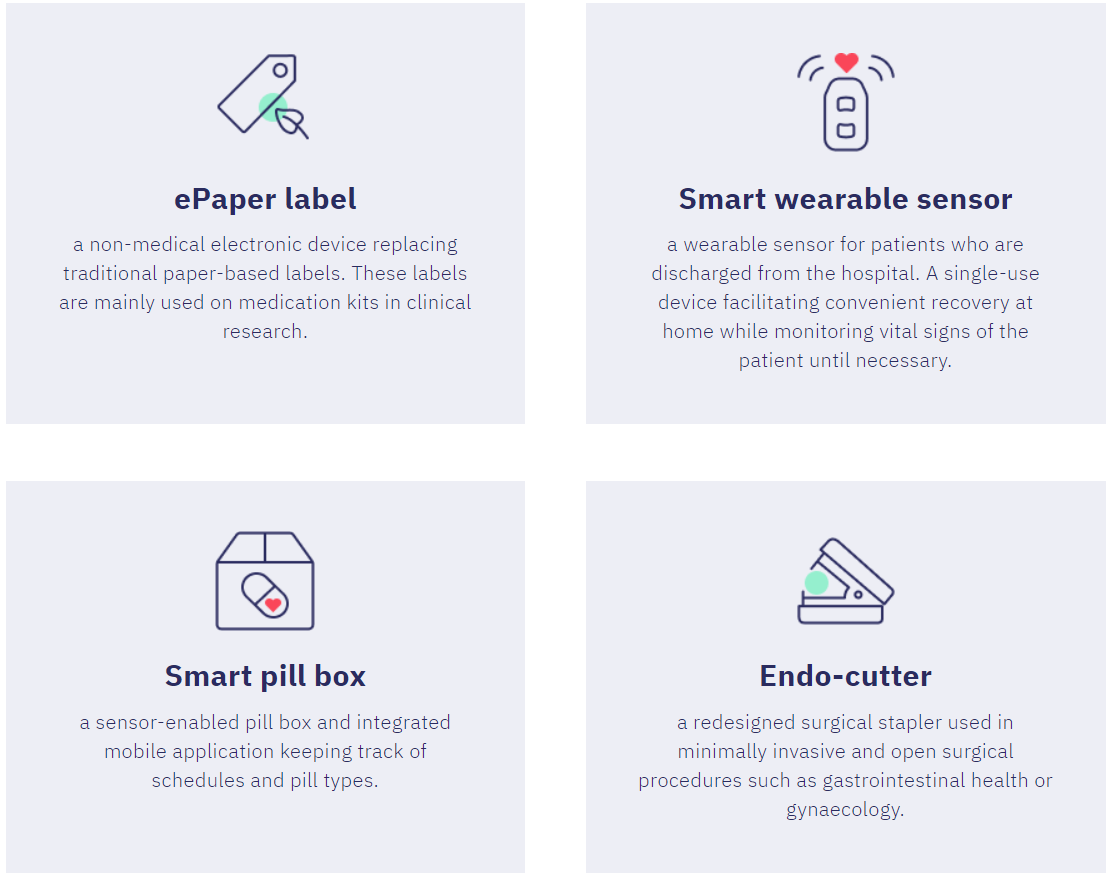 ePaper label
a non-medical electronic device replacing
traditional paper-based labels. These labels
are mainly used on medication kits in clinical
research.
Smart wearable sensor
a wearable sensor for patients who are
discharged from the hospital. A single-use
device facilitating convenient recovery at
home while monitoring vital signs of the
patient until necessary.
Smart pill box
a sensor-enabled pill box and integrated
mobile application keeping track of
schedules and pill types.
Endo-cutter
a redesigned surgical stapler used in
minimally invasive and open surgical
procedures such as gastrointestinal health or
gynaecology.